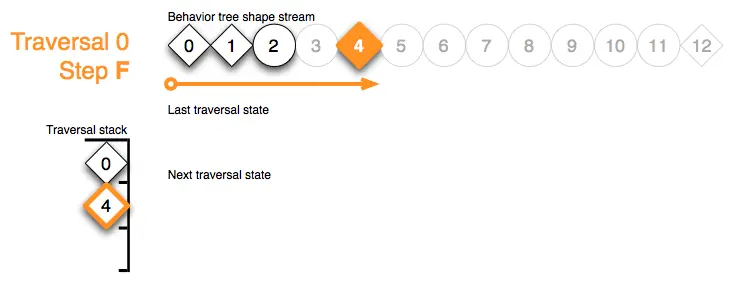 Behavior tree shape stream
Traversal 0
Step F
0 1 2 3 4 5 6 7 8 9 10 11 12
Last traversal state
Traversal stack
0
Next traversal state
4